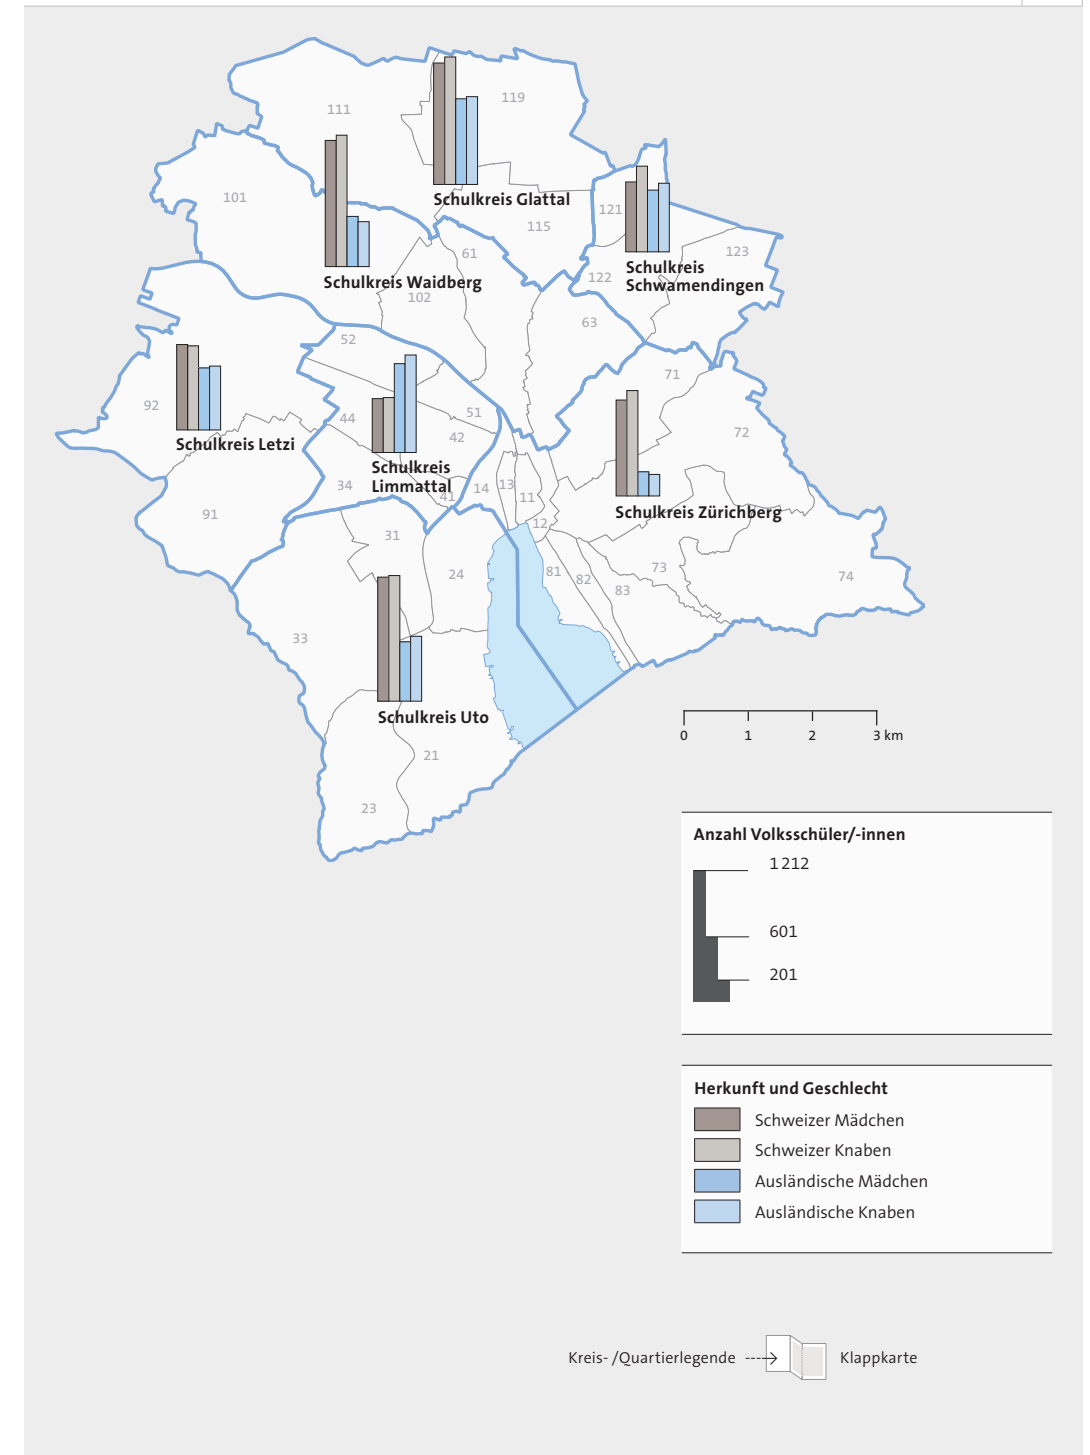 119
111
101
121
115
123
61
Schulkreis Glattal
Schulkreis
Schwamendingen
122
Schulkreis Waidberg
102
63
52
71
92
44
51
42
72
Schulkreis Letzi
Schulkreis
Limmattal
34
41
14
13
11
12
Schulkreis Zürichberg
91
31
24
81
82
83
73
74
33
Schulkreis Uto
21
23
0 1 2 3 km
Anzahl Volksschüler/-innen
1 212
601
201
Herkunft und Geschlecht
Schweizer Mädchen
Schweizer Knaben
Ausländische Mädchen
Ausländische Knaben
Kreis- /Quartierlegende
Klappkarte